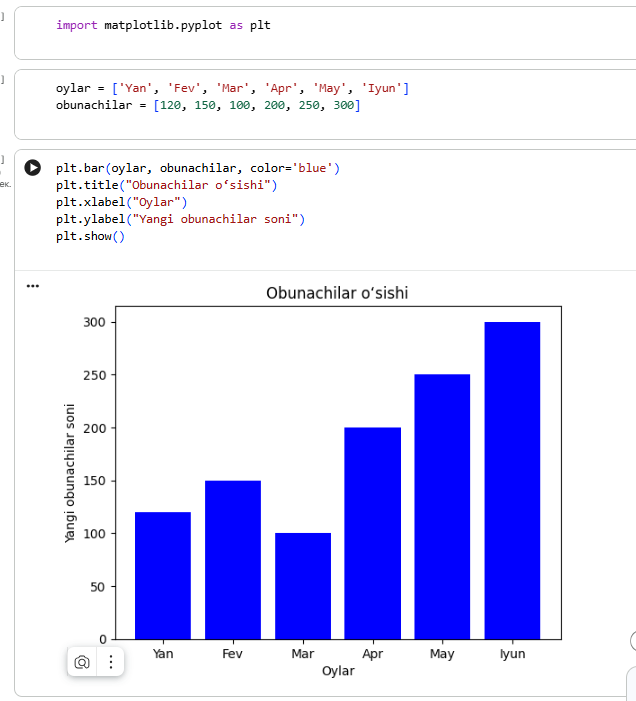 ]
import matplotlib.pyplot as plt
]
oylar = ['Yan', 'Fev', 'Mar', 'Apr', 'May', 'Iyun']
obunachilar = [120, 150, 100, 200, 250, 300]
]
ек.
plt.bar(oylar, obunachilar, color='blue')
plt.title("Obunachilar o‘sishi")
plt.xlabel("Oylar")
plt.ylabel("Yangi obunachilar soni")
plt.show()
Obunachilar o‘sishi
Yangi obunachilar soni
300
250
200
150
100
50
0
Yan Fev Mar Apr May Iyun
Oylar